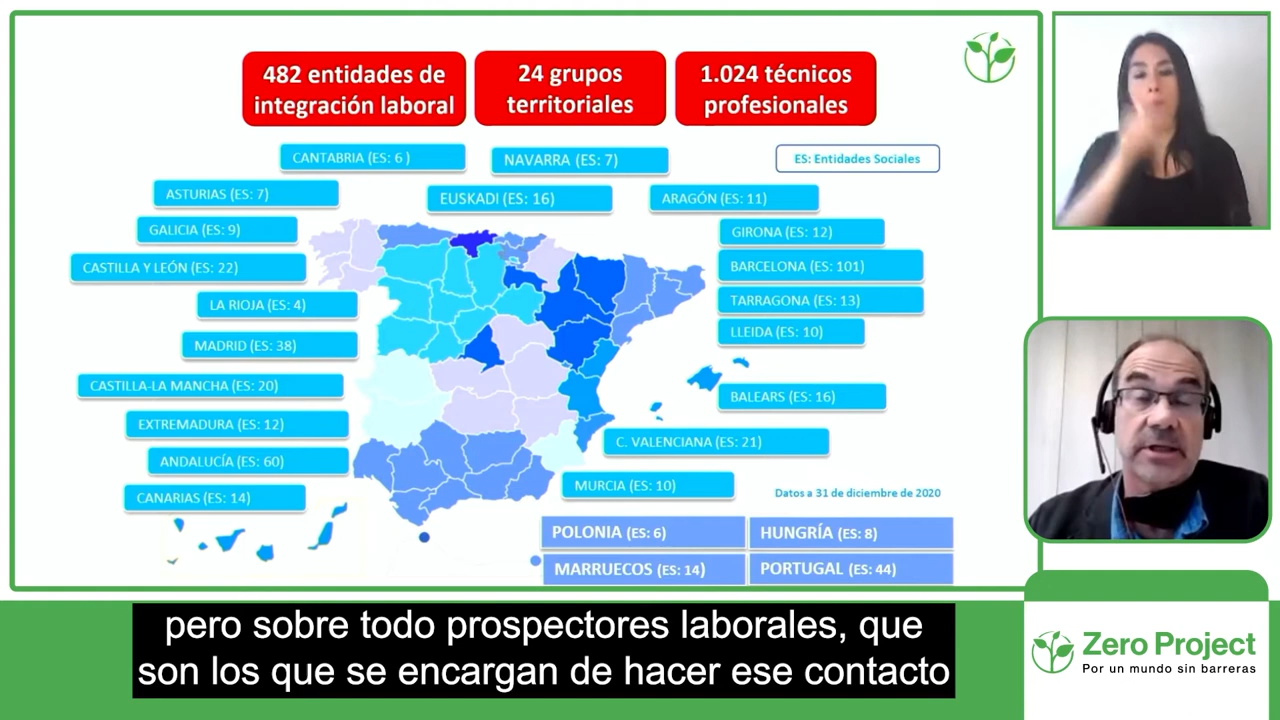 482 entidades de
integración laboral
24 grupos
territoriales
1.024 técnicos
profesionales
CANTABRIA (ES: 6 )
NAVARRA (ES: 7)
ES: Entidades Sociales
ASTURIAS (ES: 7)
EUSKADI (ES: 16)
ARAGÓN (ES: 11)
GALICIA (ES: 9)
GIRONA (ES: 12)
CASTILLA Y LEÓN (ES: 22)
BARCELONA (ES: 101)
LA RIOJA (ES: 4)
TARRAGONA (ES: 13)
MADRID (ES: 38)
LLEIDA (ES: 10)
CASTILLA-LA MANCHA (ES: 20)
BALEARS (ES: 16)
EXTREMADURA (ES: 12)
C. VALENCIANA (ES: 21)
ANDALUCÍA (ES: 60)
MURCIA (ES: 10)
CANARIAS (ES: 14)
Datos a 31 de diciembre de 2020
POLONIA (ES: 6)
HUNGRÍA (ES: 8)
MARRUECOS (ES: 14)
PORTUGAL (ES: 44)
pero sobre todo prospectores laborales, que
son los que se encargan de hacer ese contacto
Zero Project
Por un mundo sin barreras